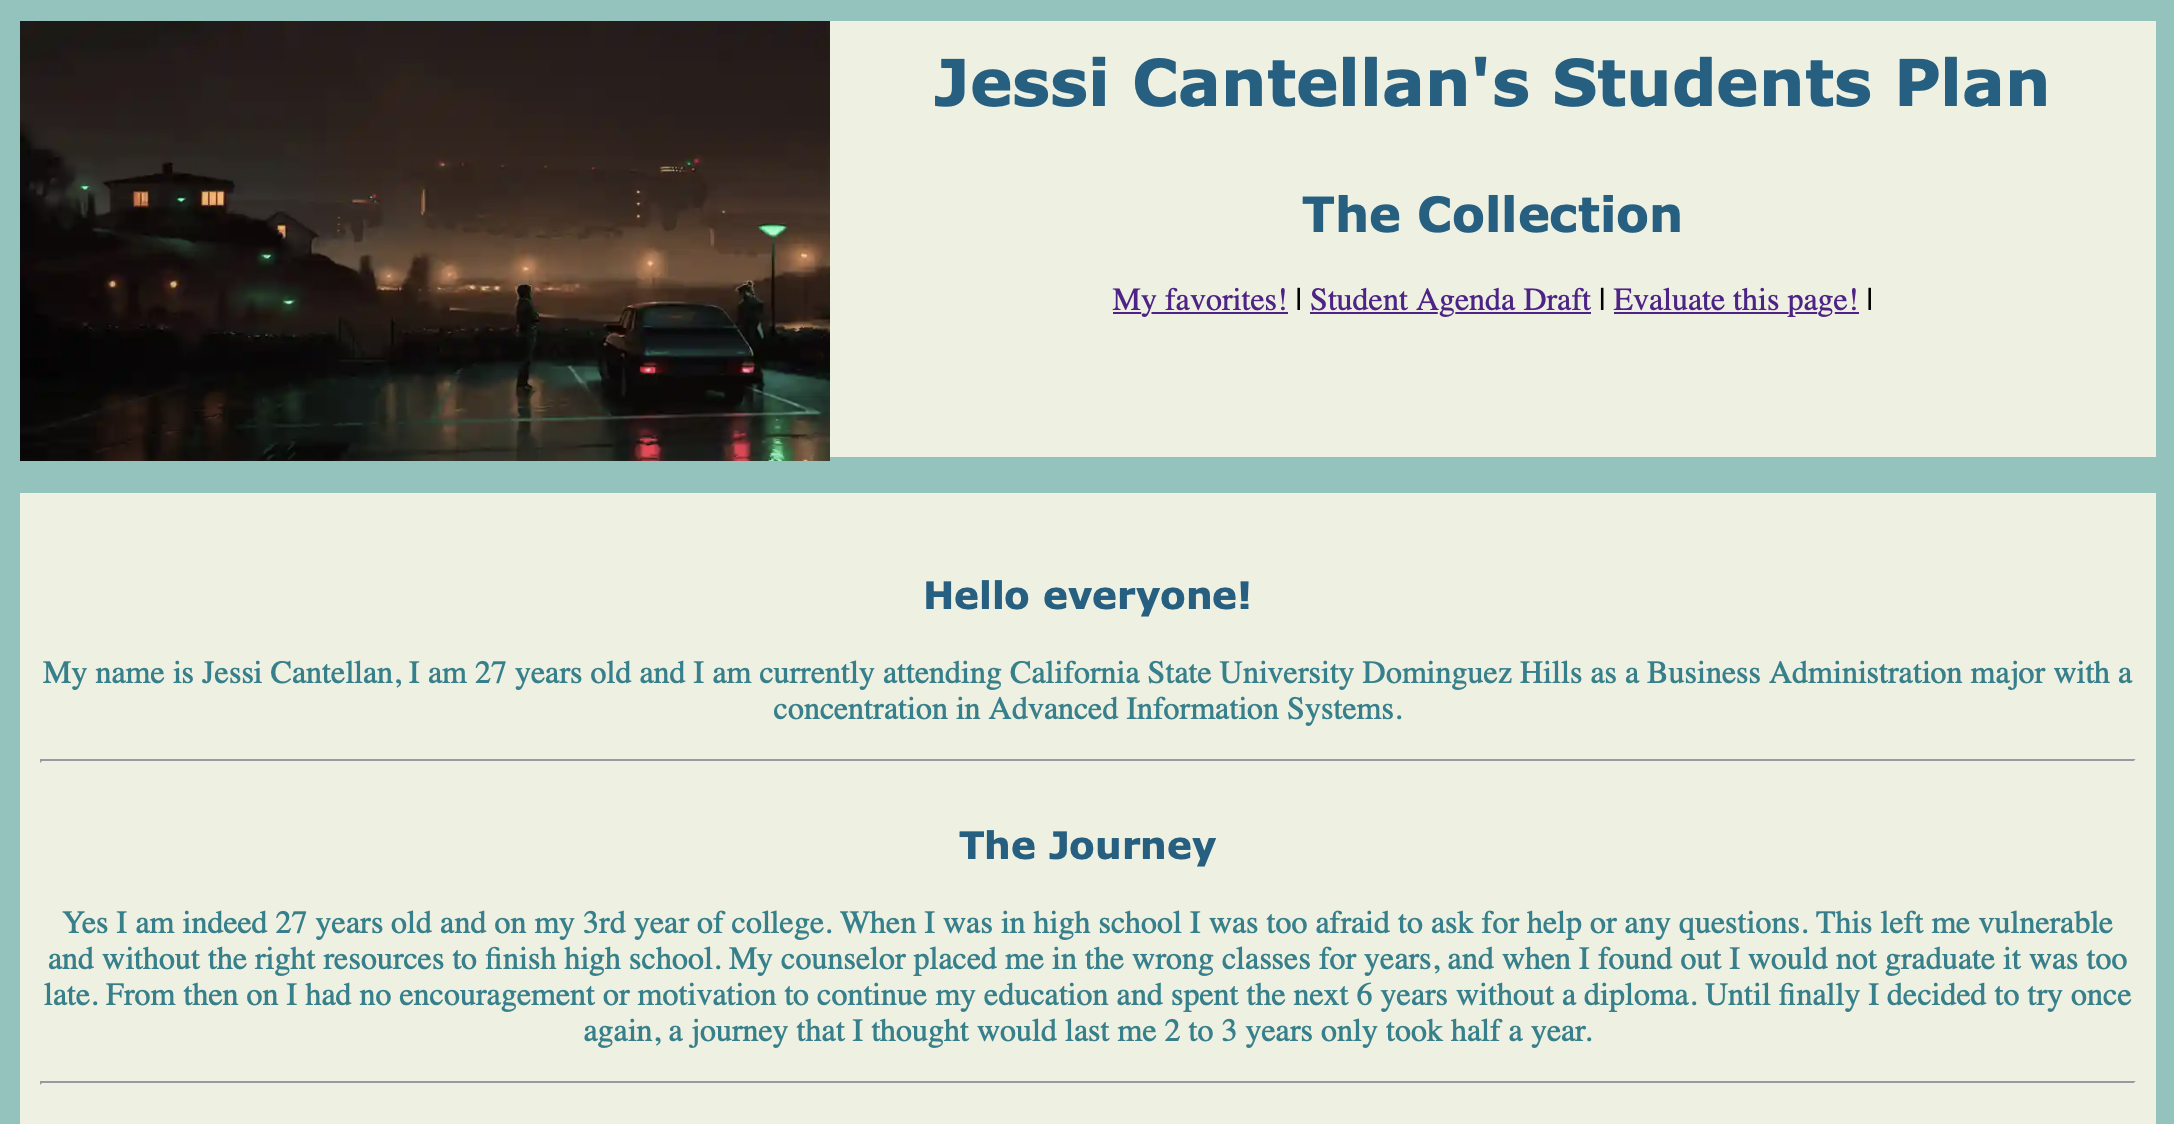 Jessi Cantellan's Students Plan
The Collection
My favorites! | Student Agenda Draft | Evaluate this page! |
Hello everyone!
My name is Jessi Cantellan, I am 27 years old and I am currently attending California State University Dominguez Hills as a Business Administration major with a
concentration in Advanced Information Systems.
The Journey
Yes I am indeed 27 years old and on my 3rd year of college. When I was in high school I was too afraid to ask for help or any questions. This left me vulnerable
and without the right resources to finish high school. My counselor placed me in the wrong classes for years, and when I found out I would not graduate it was too
late. From then on I had no encouragement or motivation to continue my education and spent the next 6 years without a diploma. Until finally I decided to try once
again, a journey that I thought would last me 2 to 3 years only took half a year.